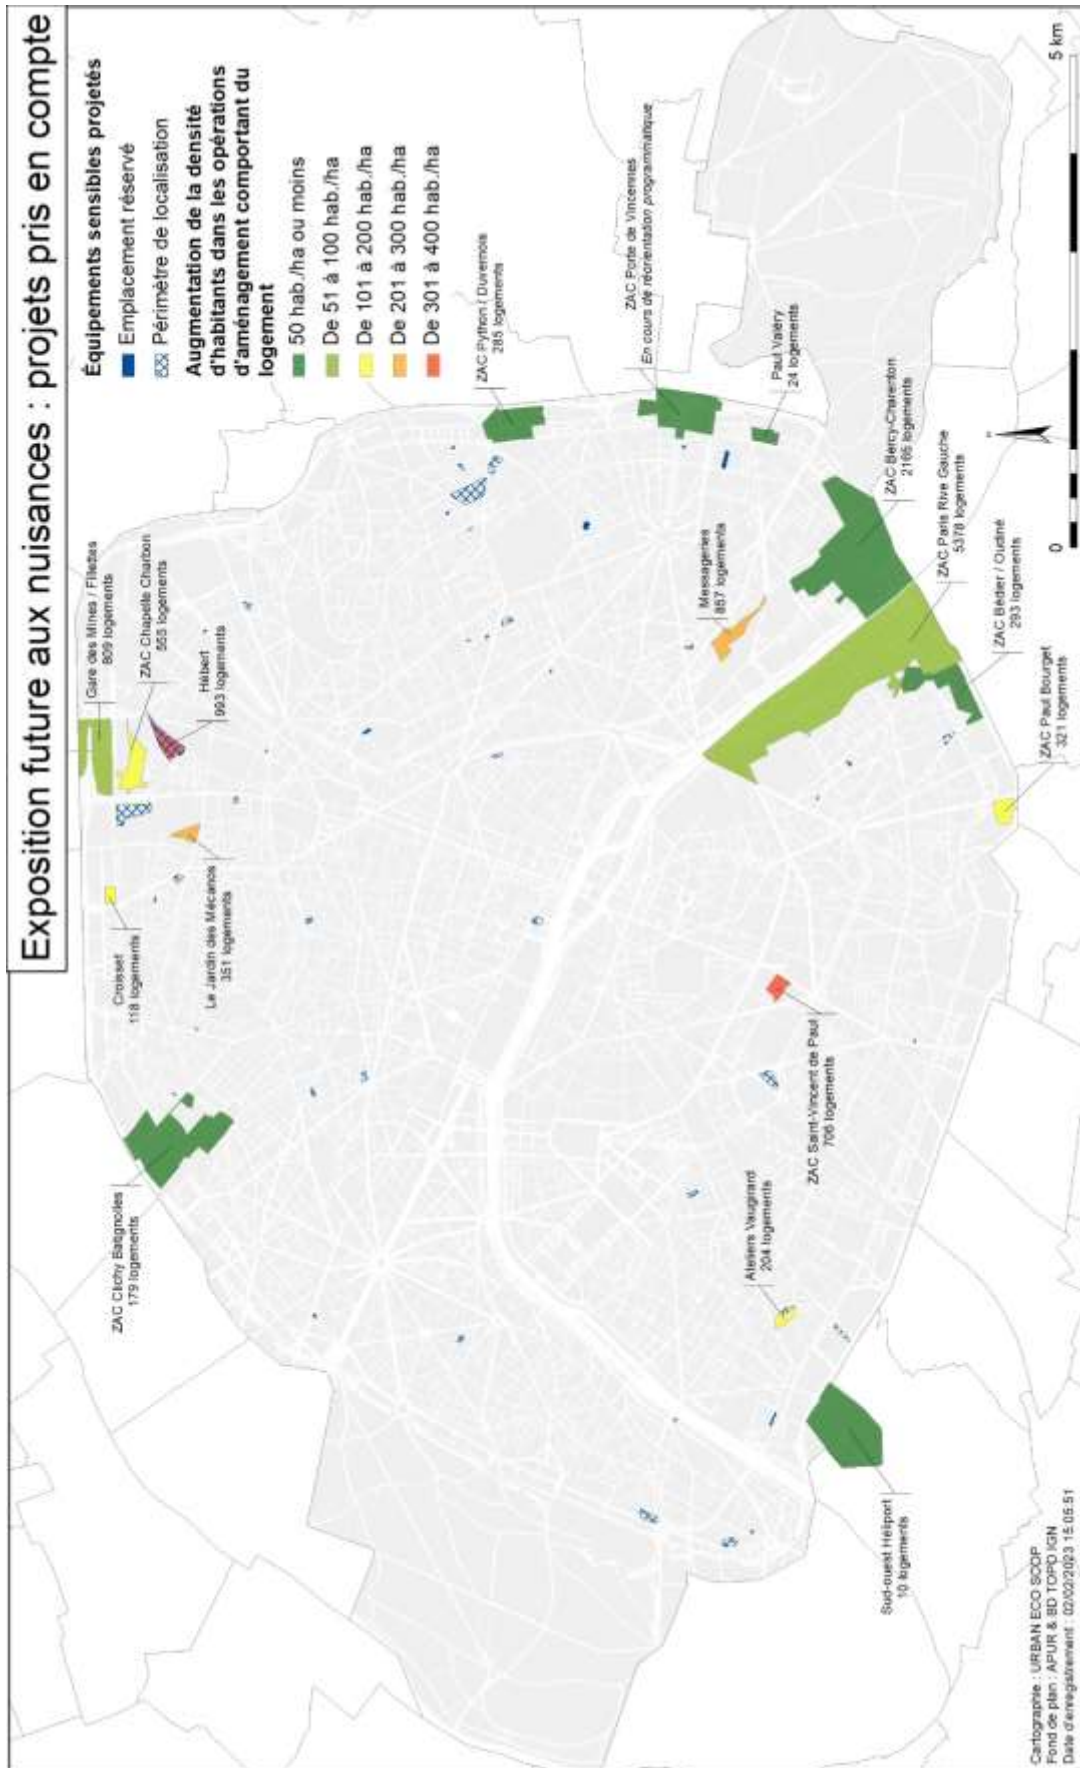 Exposition future aux nuisances : projets pris en compte
Équipements sensibles projetés
Emplacement réservé
Périmètre de localisation
Augmentation de la densité
d'habitants dans les opérations
d'aménagement comportant du
logement
50 hab./ha ou moins
De 51 à 100 hab./ha
De 101 à 200 hab./ha
De 201 à 300 hab./ha
De 301 à 400 hab./ha
ZAC Clichy Batignolles
179 logements
Croisset
118 logements
Le Jardin des Mécanos
351 logements
Gare des Mines / Fillettes
809 logements
ZAC Chapelle Charbon
555 logements
Hébert
993 logements
ZAC Python / Duvernois
285 logements
ZAC Porte de Vincennes
En cours de réorientation programmatique
Paul Valéry
24 logements
Messageries
857 logements
ZAC Bercy-Charenton
2165 logements
ZAC Paris Rive Gauche
5378 logements
ZAC Bédier / Oudiné
293 logements
ZAC Paul Bourget
321 logements
ZAC Saint-Vincent de Paul
706 logements
Ateliers Vaugirard
204 logements
Sud-ouest Héliport
10 logements
0
5 km
Cartographie : URBAN ECO SCOP
Fond de plan : APUR & BD TOPO IGN
Date d'enregistrement : 02/02/2023 15:05:51